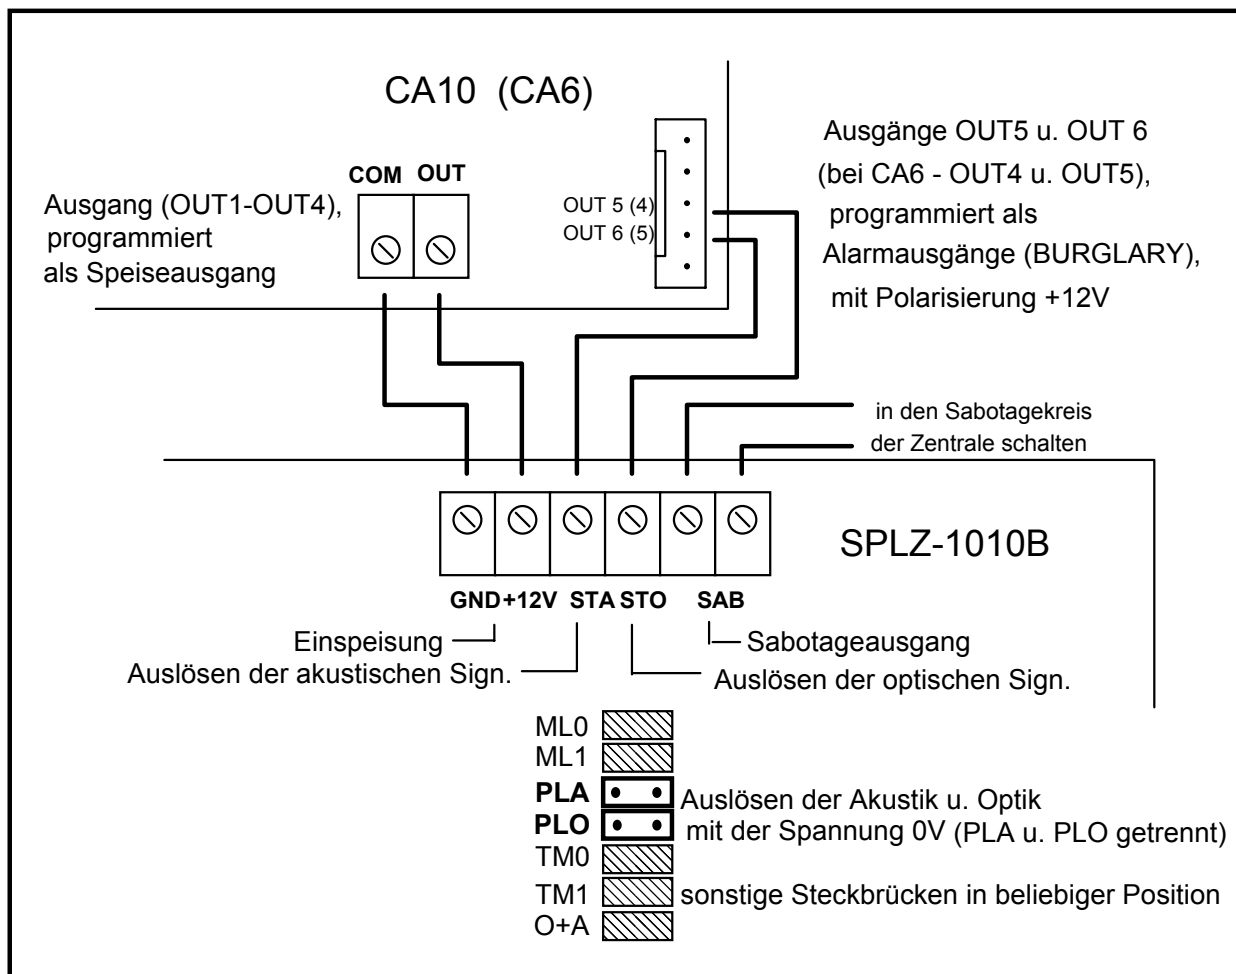 CA10 (CA6)
COM OUT
Ausgang (OUT1-OUT4),
programmiert
als Speiseausgang
OUT 5 (4)
OUT 6 (5)
Ausgänge OUT5 u. OUT 6
(bei CA6 - OUT4 u. OUT5),
programmiert als
Alarmausgänge (BURGLARY),
mit Polarisierung +12V
in den Sabotagekreis
der Zentrale schalten
SPLZ-1010B
GND +12V STA STO SAB
Einspeisung
Sabotageausgang
Auslösen der akustischen Sign.
Auslösen der optischen Sign.
ML0
ML1
PLA
Auslösen der Akustik u. Optik
PLO
mit der Spannung 0V (PLA u. PLO getrennt)
TM0
TM1
sonstige Steckbrücken in beliebiger Position
O+A